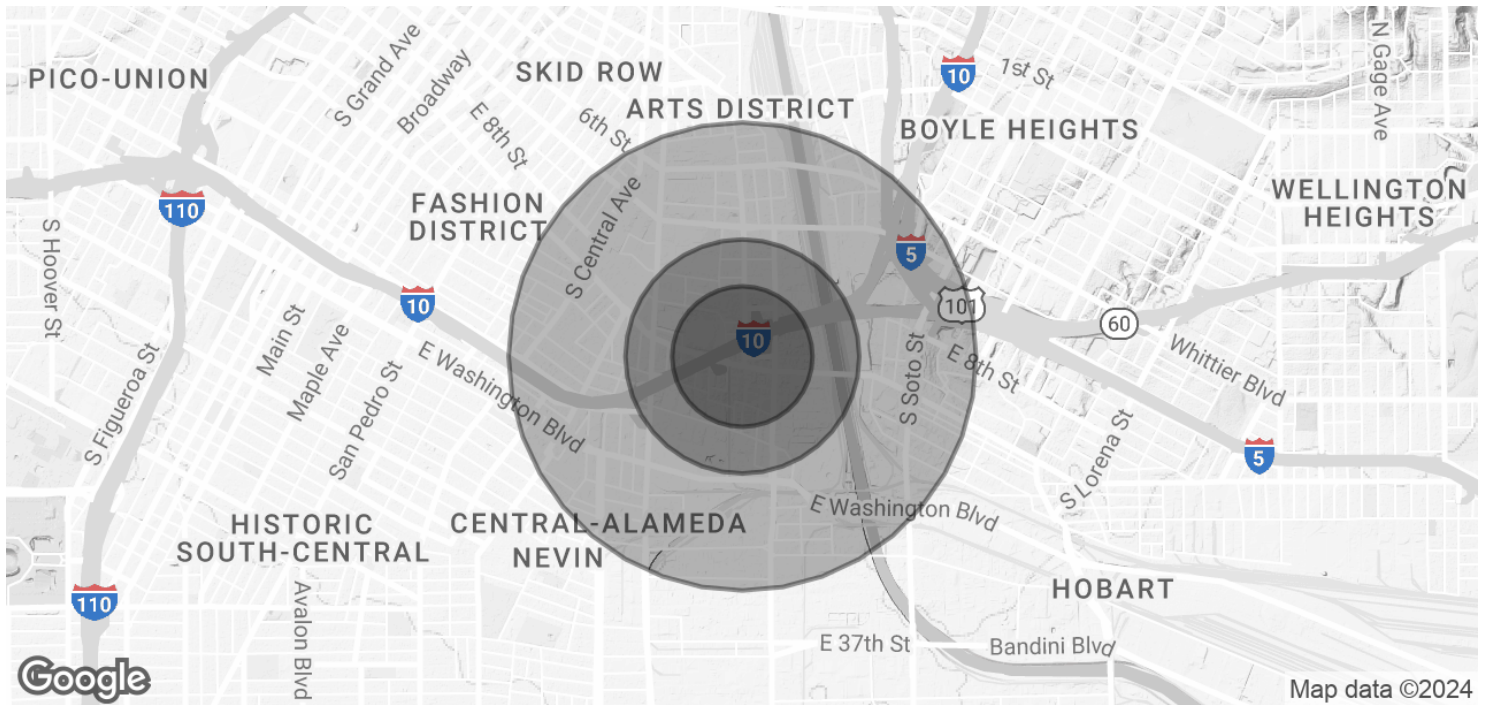 PICO-UNION
S Grand Ave
Broadway
SKID ROW
E 8th St
6th St
ARTS DISTRICT
10
1st St
BOYLE HEIGHTS
N Gage Ave
110
FASHION
DISTRICT
S Central Ave
WELLINGTON
HEIGHTS
S Hoover St
5
10
101
60
10
Main St
Maple Ave
San Pedro St
E Washington Blvd
S Figueroa St
S Soto St
E 8th St
Whittier Blvd
S Lorena St
5
E Washington Blvd
HISTORIC
SOUTH-CENTRAL
CENTRAL-ALAMEDA
NEVIN
HOBART
110
Avalon Blvd
E 37th St
Bandini Blvd
Google
Map data ©2024